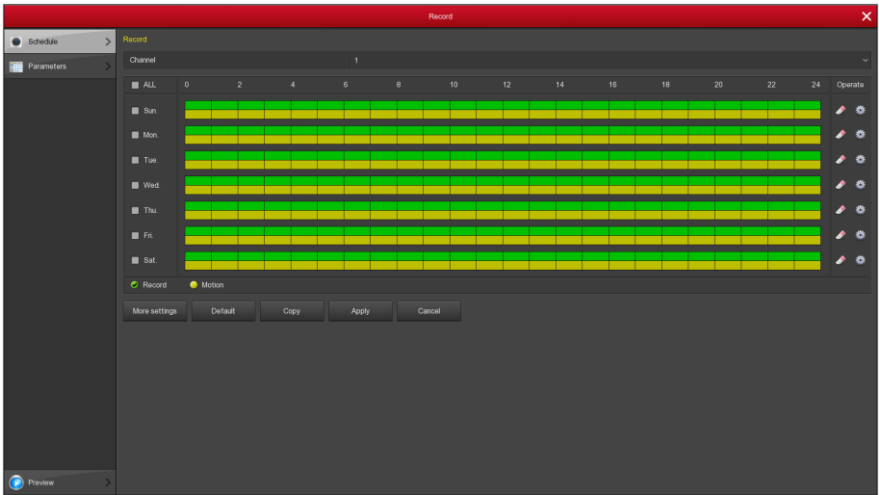 Record
Schedule
Parameters
Record
Channel 1
ALL 0 2 4 6 8 10 12 14 16 18 20 22 24 Operate
Sun.
Mon.
Tue.
Wed.
Thu.
Fri.
Sat.
Record Motion
More settings Default Copy Apply Cancel
Preview